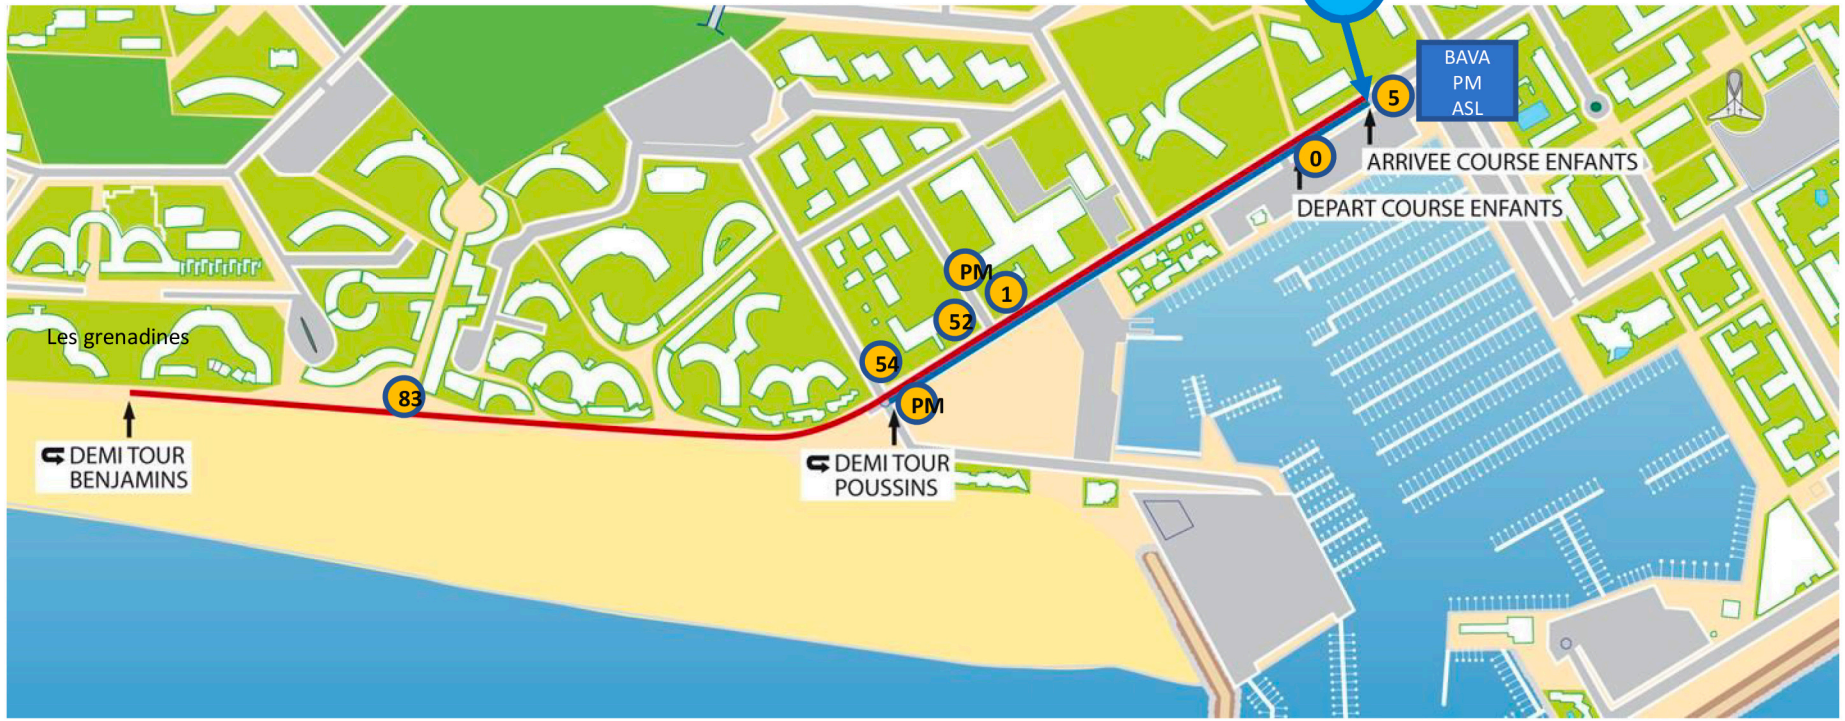 BAVA
PM
ASL
5
0
ARRIVEE COURSE ENFANTS
DEPART COURSE ENFANTS
PM
1
52
54
PM
83
Les grenadines
DEMI TOUR
BENJAMINS
DEMI TOUR
POUSSINS